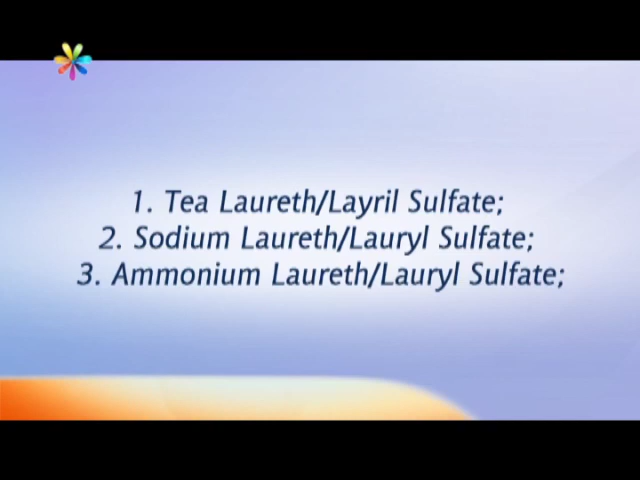 1. Tea Laureth/Layril Sulfate;
2. Sodium Laureth/Lauryl Sulfate;
3. Ammonium Laureth/Lauryl Sulfate;